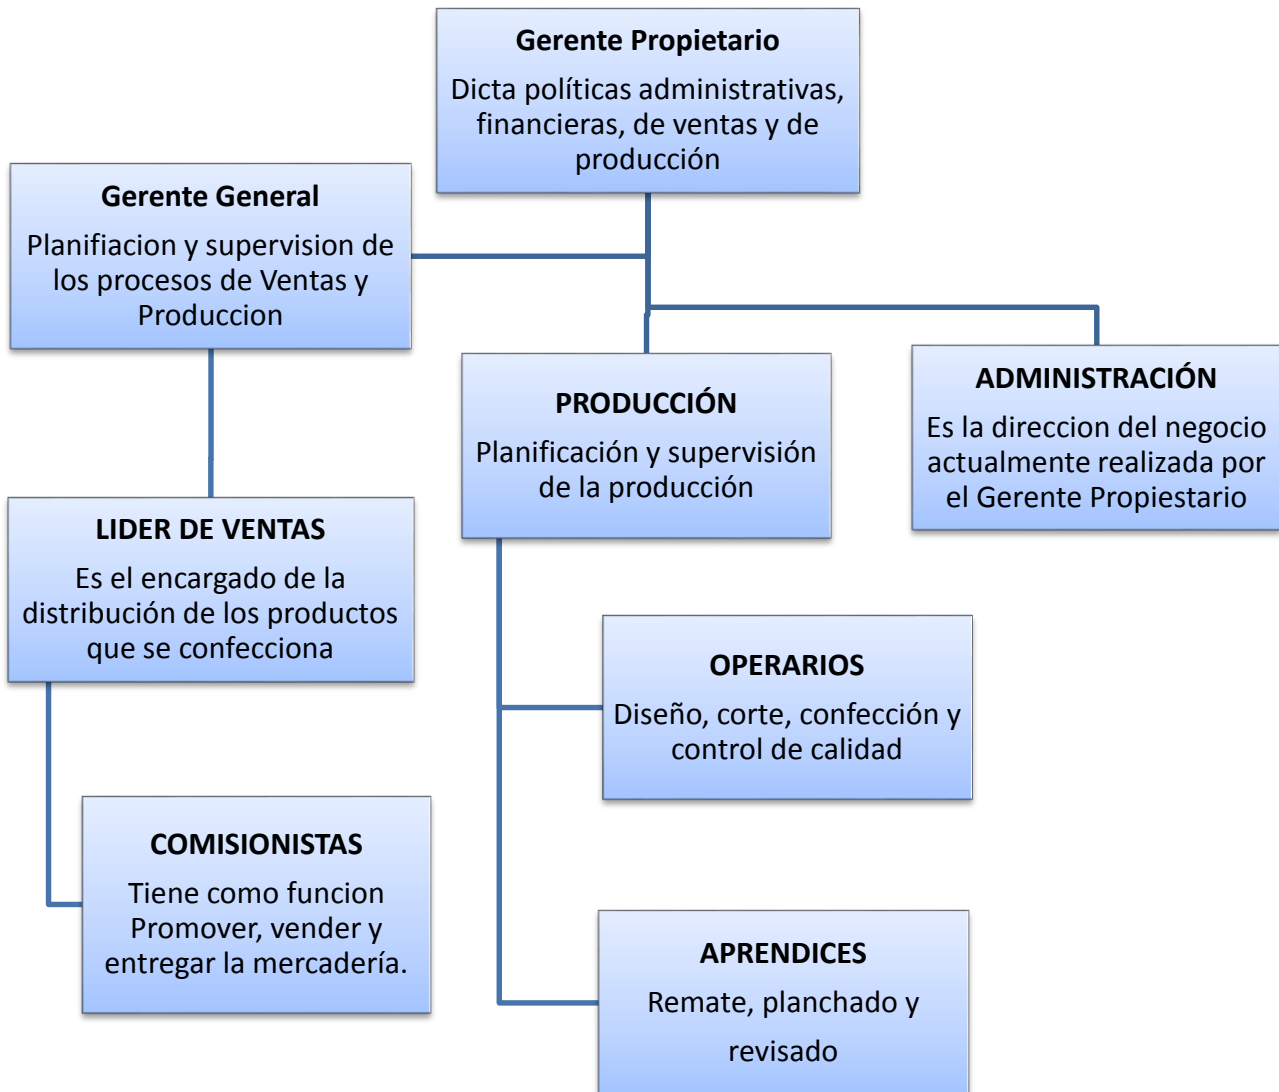 Gerente Propietario
Dicta políticas administrativas,
financieras, de ventas y de
producción
Gerente General
Planifiacion y supervision de
los procesos de Ventas y
Produccion
PRODUCCIÓN
Planificación y supervisión
de la producción
ADMINISTRACIÓN
Es la direccion del negocio
actualmente realizada por
el Gerente Propiestario
LIDER DE VENTAS
Es el encargado de la
distribución de los productos
que se confecciona
OPERARIOS
Diseño, corte, confección y
control de calidad
COMISIONISTAS
Tiene como funcion
Promover, vender y
entregar la mercadería.
APRENDICES
Remate, planchado y
revisado